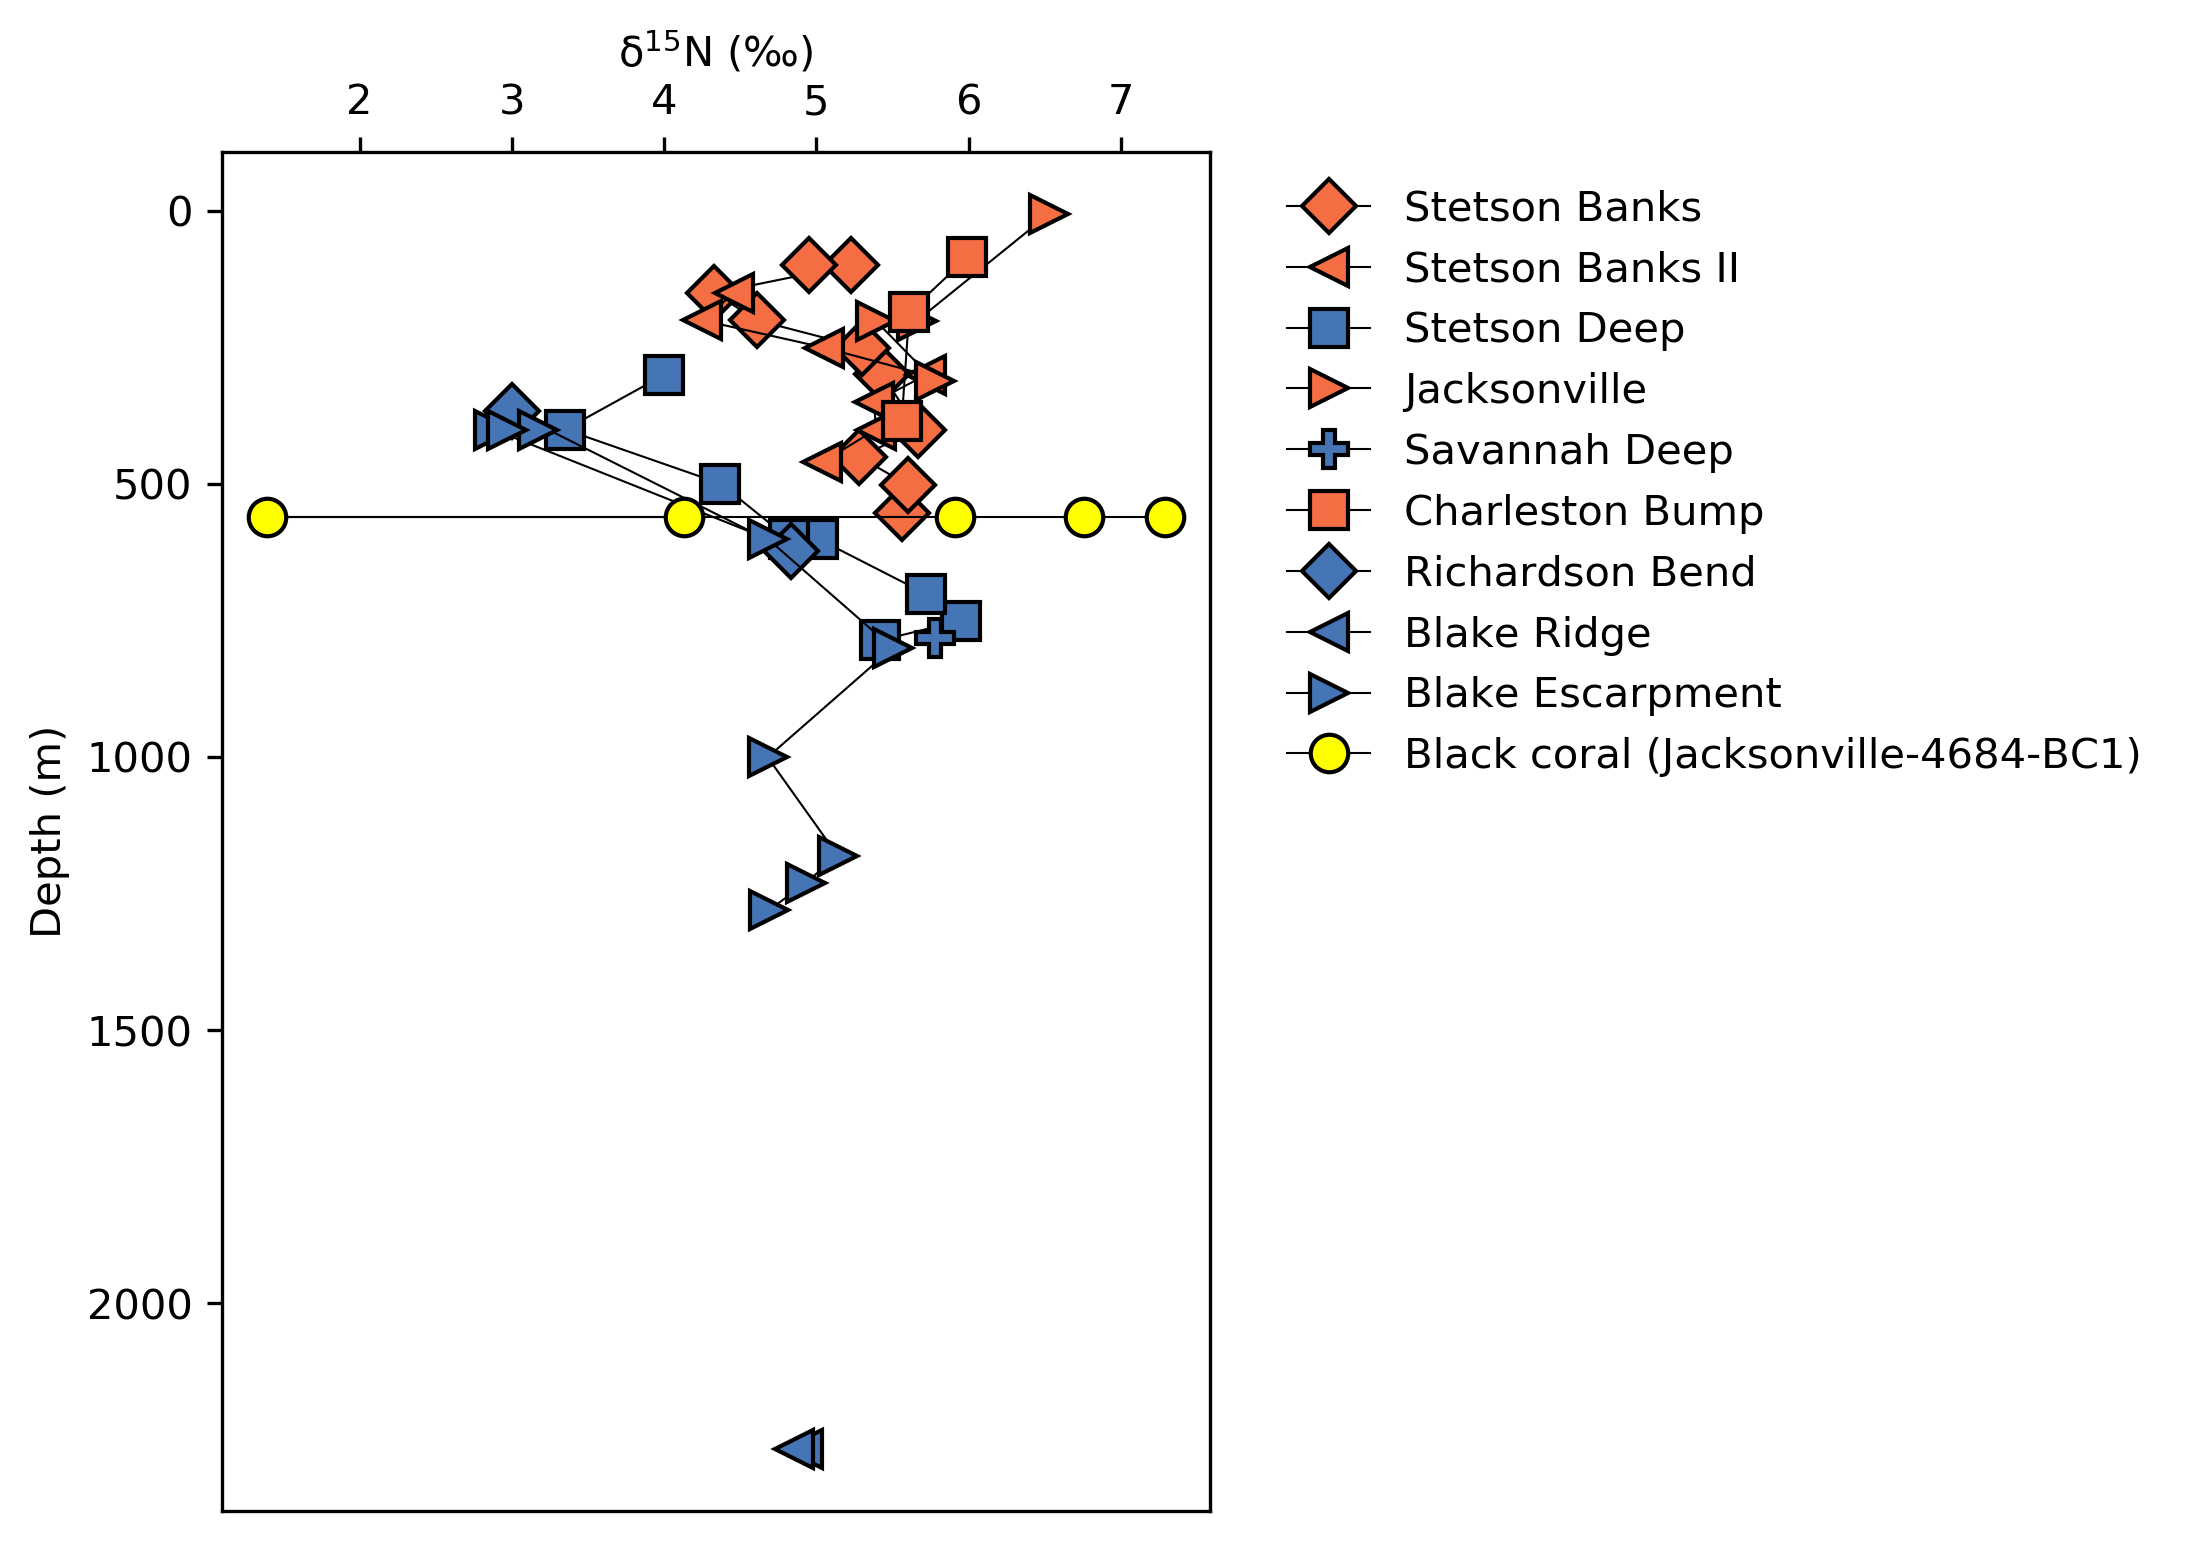 δ¹⁵N (‰)
2 3 4 5 6 7
0
500
1000
1500
2000
Depth (m)
Stetson Banks
Stetson Banks II
Stetson Deep
Jacksonville
Savannah Deep
Charleston Bump
Richardson Bend
Blake Ridge
Blake Escarpment
Black coral (Jacksonville-4684-BC1)